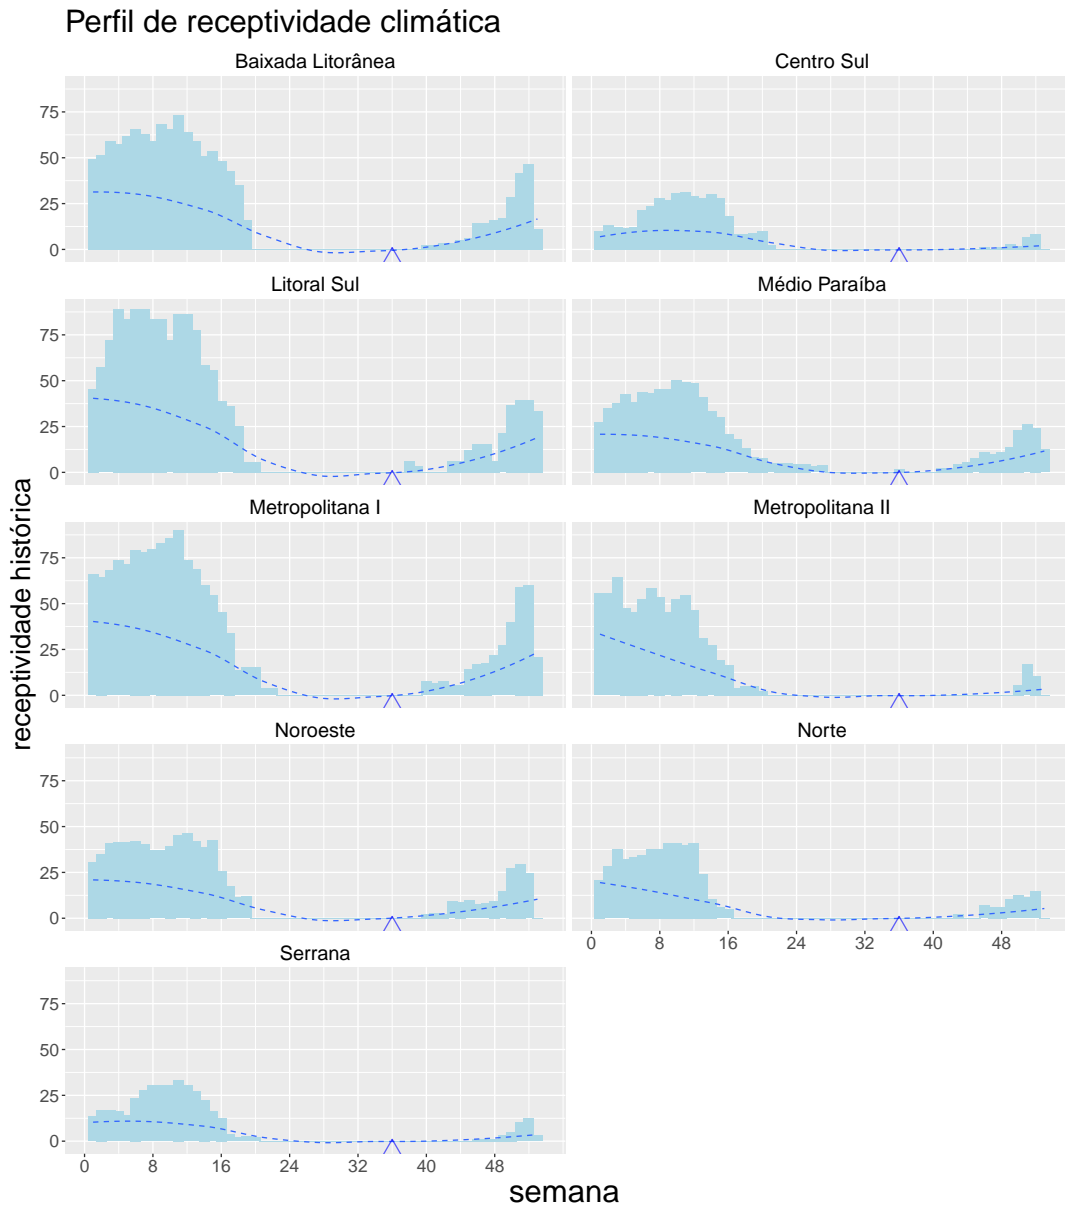 Perfil de receptividade climática
Baixada Litorânea
Centro Sul
75
50
25
0
Litoral Sul
Médio Paraíba
75
50
25
0
Metropolitana I
Metropolitana II
75
50
25
0
Noroeste
Norte
75
50
25
0
0 8 16 24 32 40 48
Serrana
75
50
25
0
0 8 16 24 32 40 48
receptividade histórica
semana